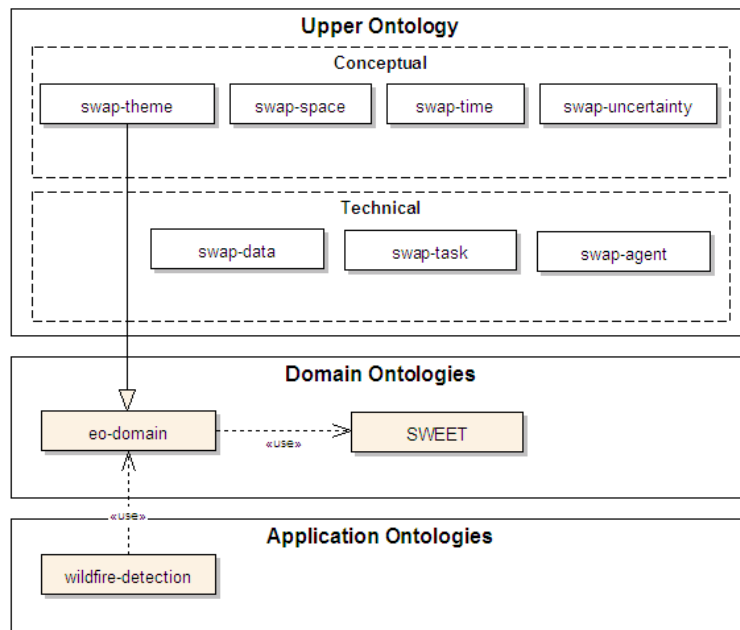 Upper Ontology
Conceptual
swap-theme
swap-space
swap-time
swap-uncertainty
Technical
swap-data
swap-task
swap-agent
Domain Ontologies
eo-domain
«use»
SWEET
«use»
Application Ontologies
wildfire-detection